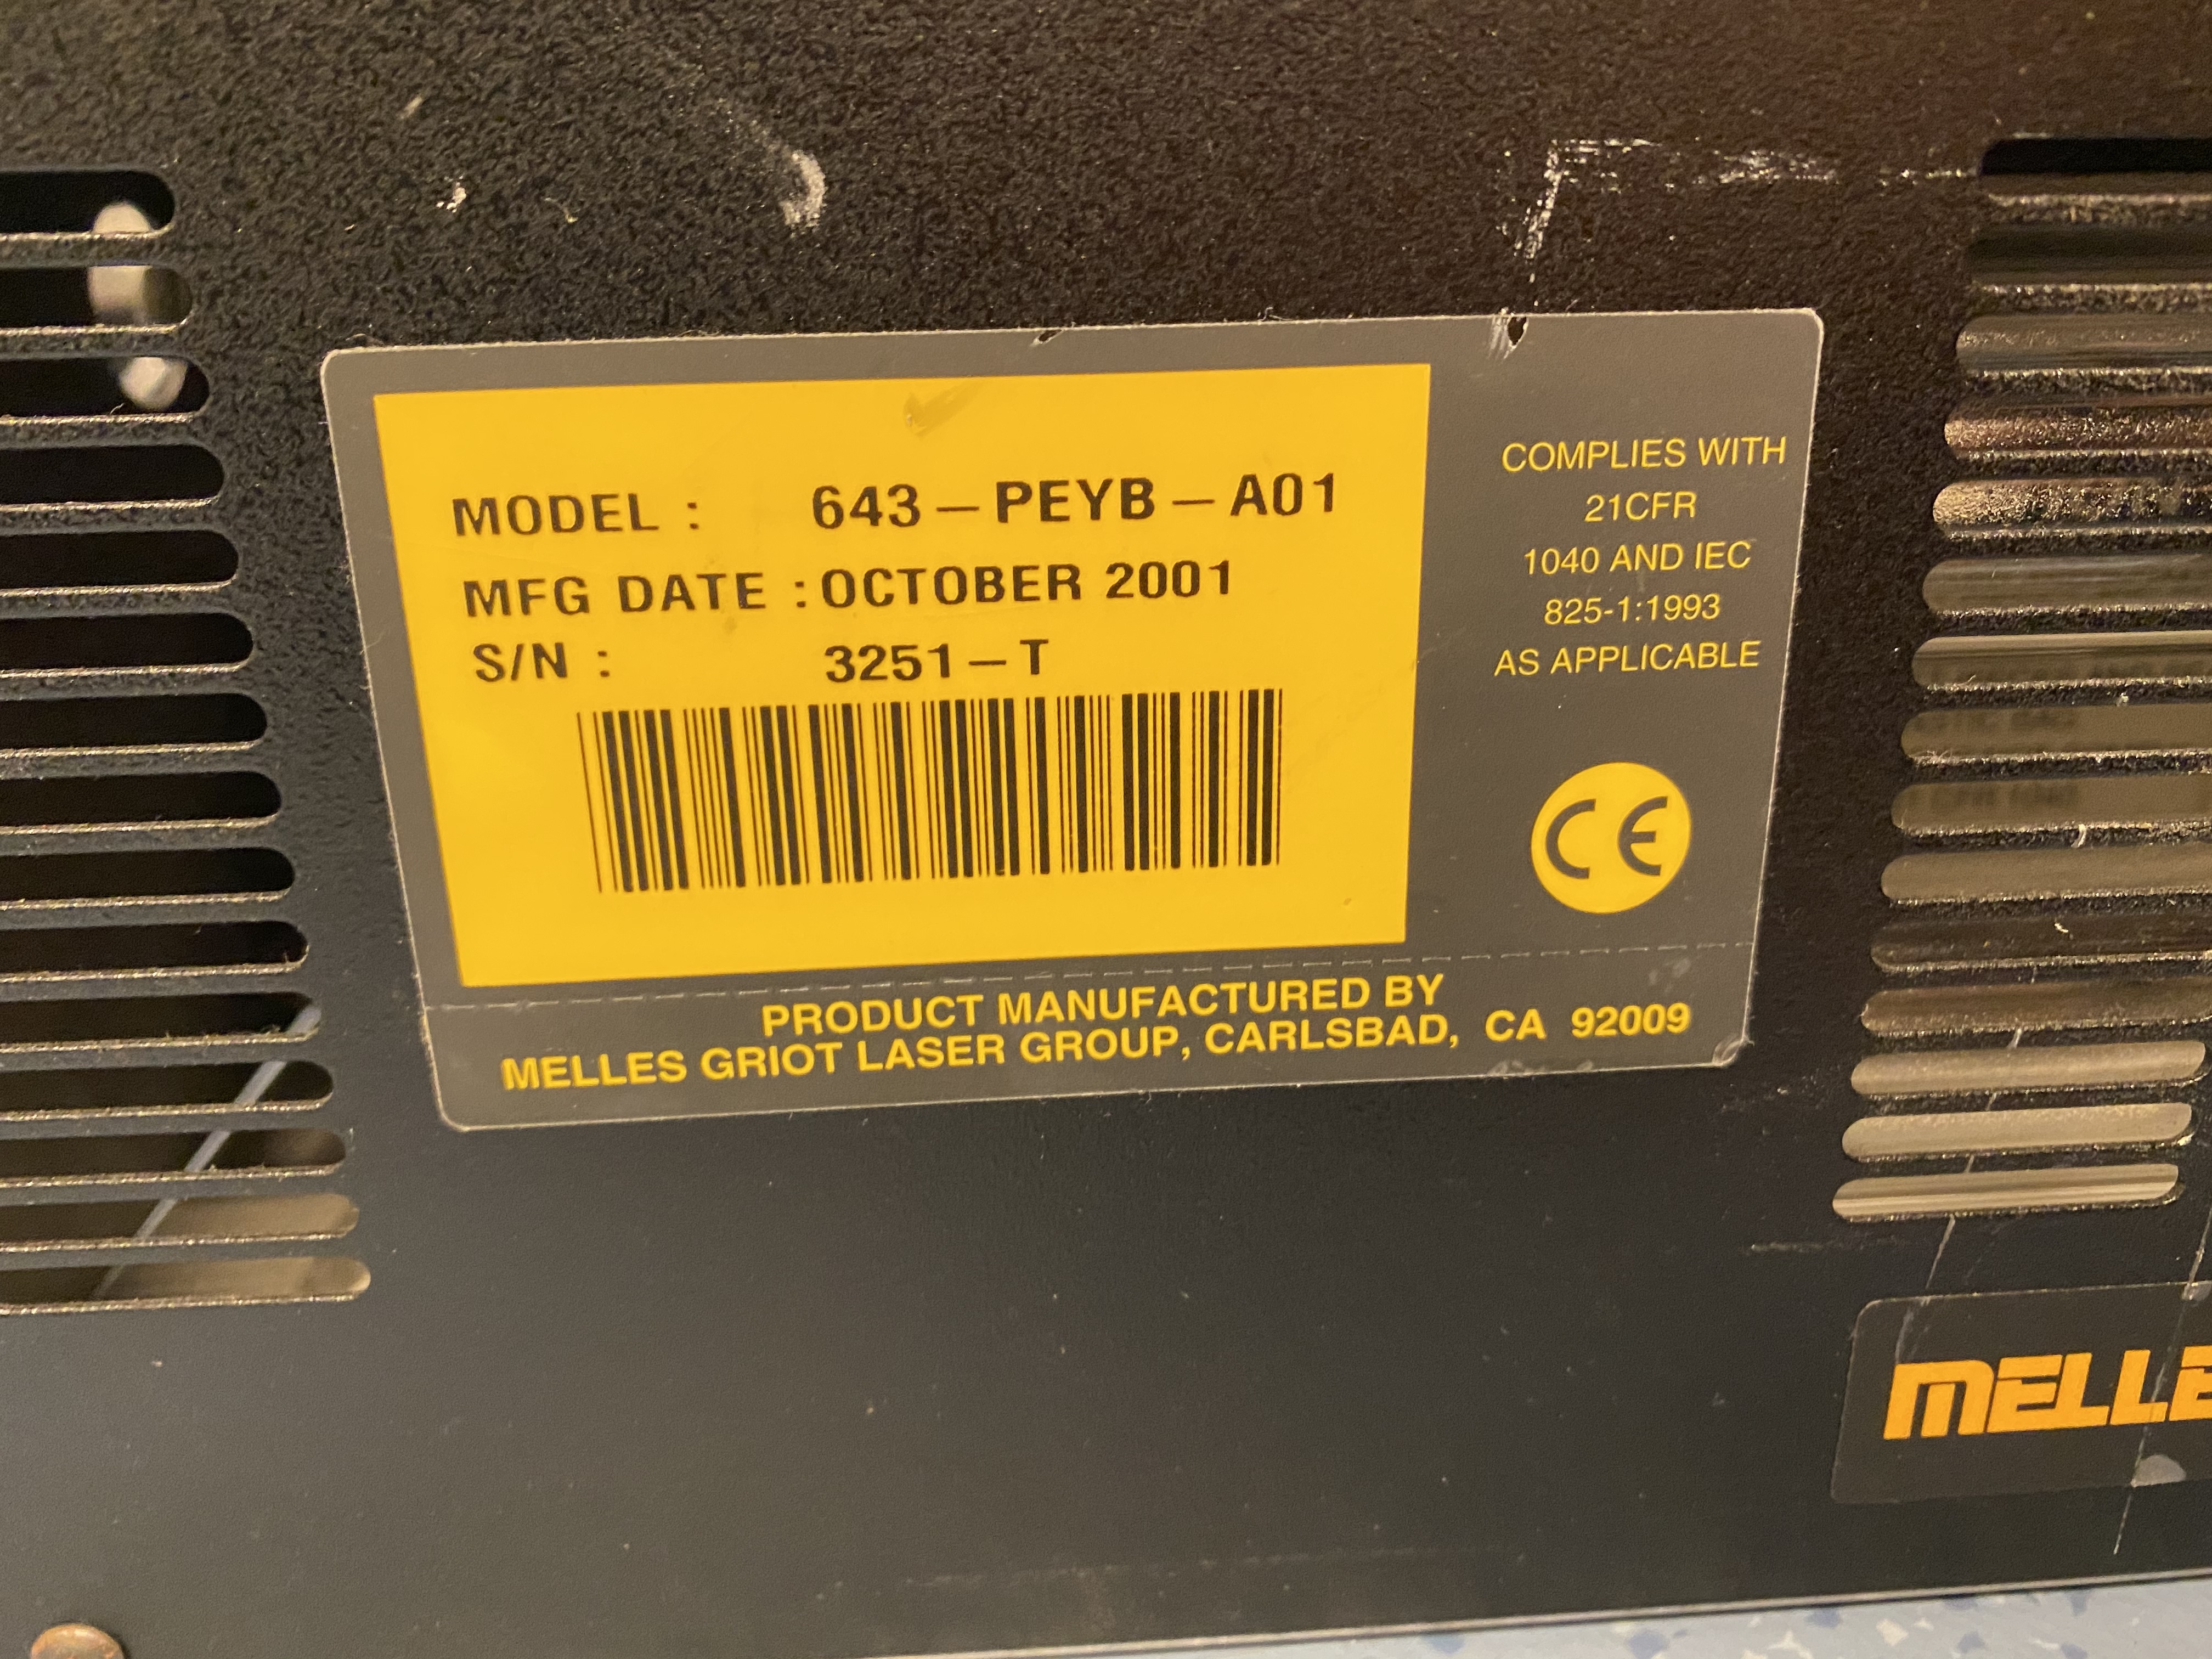 MODEL : 643-PEYB-A01
MFG DATE : OCTOBER 2001
S/N : 3251-T
COMPLIES WITH
21CFR
1040 AND IEC
825-1:1993
AS APPLICABLE
CE
PRODUCT MANUFACTURED BY
MELLES GRIOT LASER GROUP, CARLSBAD, CA 92009